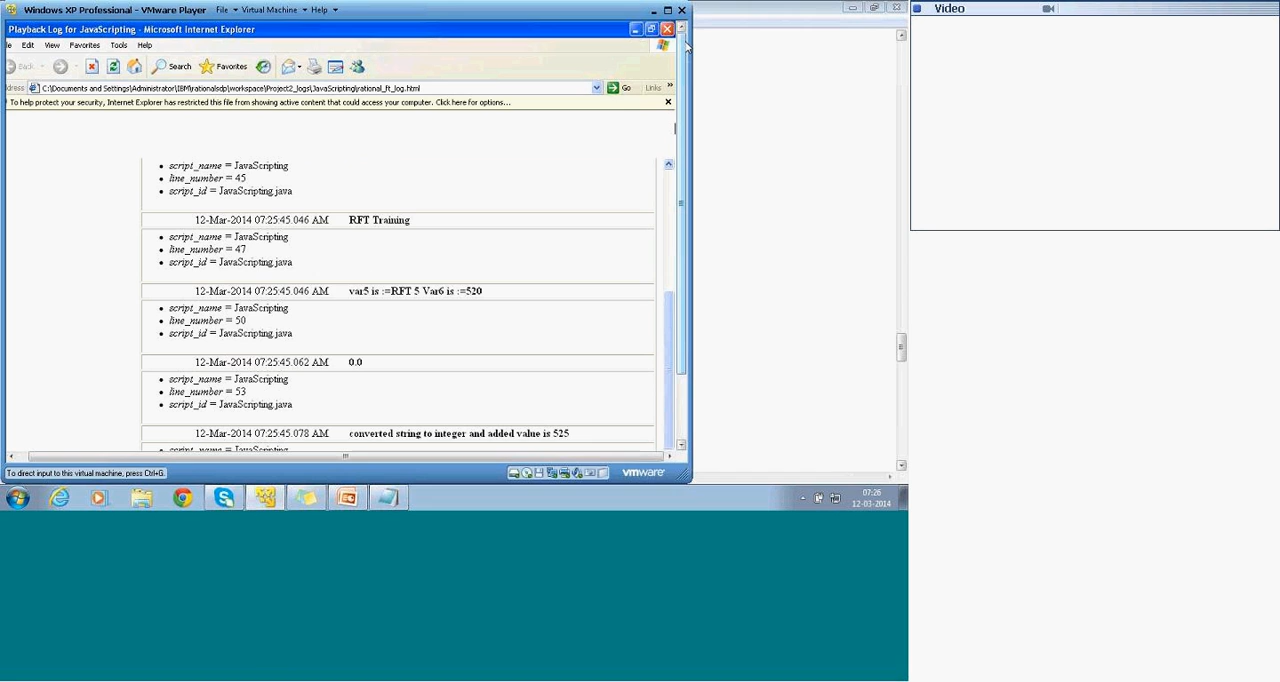 Windows XP Professional - VMware Player File Virtual Machine Help
Playback Log for JavaScripting - Microsoft Internet Explorer
Edit View Favorites Tools Help
Back Search Favorites
C:\Documents and Settings\Administrator\IBM\rationalsdp\workspace\Project2_logs\JavaScripting\rational_ft_log.html Go Links »
To help protect your security, Internet Explorer has restricted this file from showing active content that could access your computer. Click here for options...
• script_name = JavaScripting
• line_number = 45
• script_id = JavaScripting.java
12-Mar-2014 07:25:45.046 AM RFT Training
• script_name = JavaScripting
• line_number = 47
• script_id = JavaScripting.java
12-Mar-2014 07:25:45.046 AM var5 is :=RFT 5 Var6 is :=520
• script_name = JavaScripting
• line_number = 50
• script_id = JavaScripting.java
12-Mar-2014 07:25:45.062 AM 0.0
• script_name = JavaScripting
• line_number = 53
• script_id = JavaScripting.java
12-Mar-2014 07:25:45.078 AM converted string to integer and added value is 525
• script_name = JavaScripting
To direct input to this virtual machine, press Ctrl+G.
vmware
07:26
12-03-2014
Video